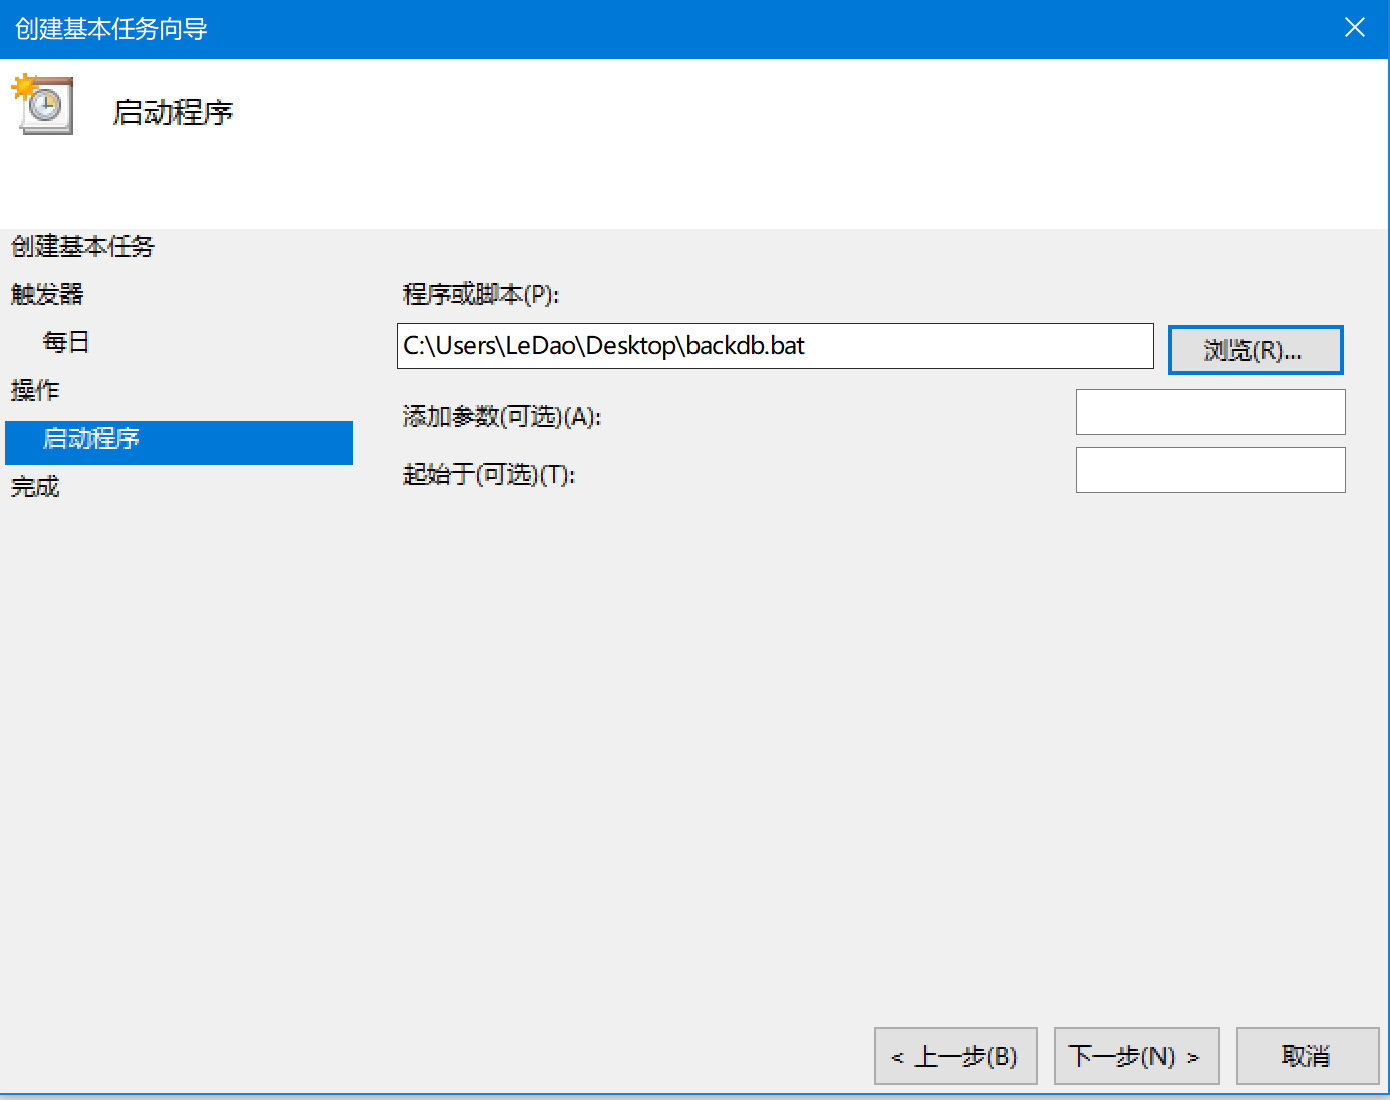 创建基本任务向导
启动程序
创建基本任务
触发器
每日
操作
启动程序
完成
程序或脚本(P):
C:\Users\LeDao\Desktop\backdb.bat
浏览(R)...
添加参数(可选)(A):
起始于(可选)(T):
< 上一步(B)
下一步(N) >
取消